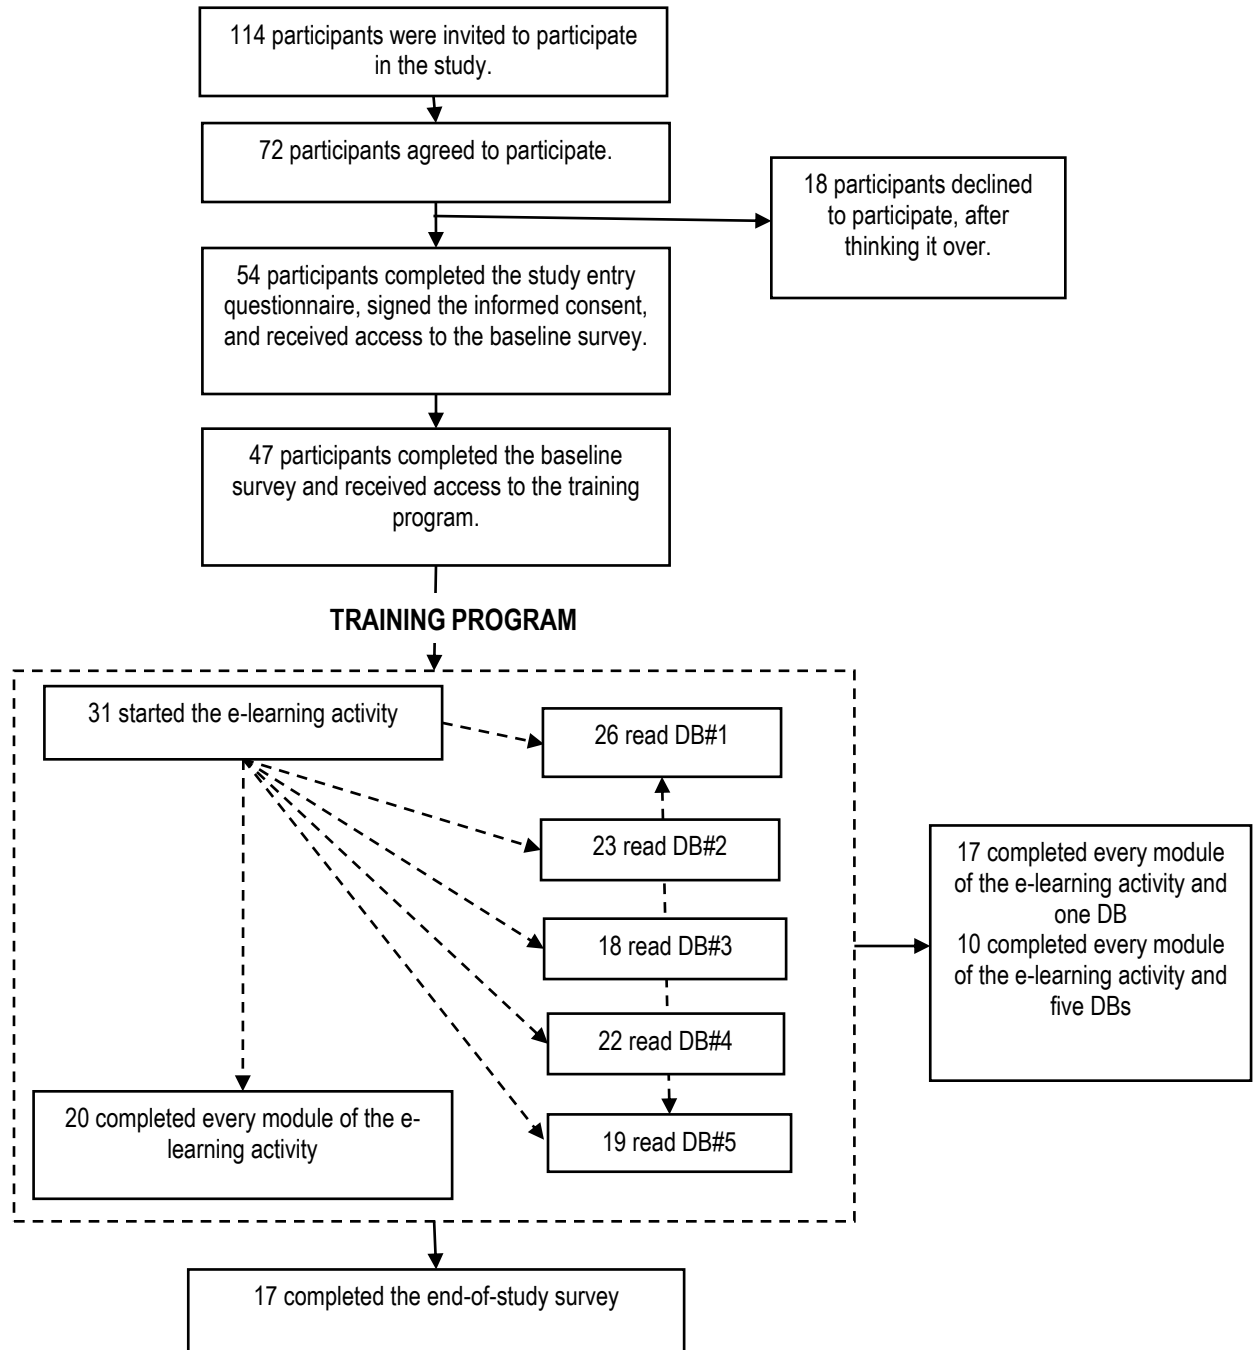 114 participants were invited to participate
in the study.
72 participants agreed to participate.
18 participants declined
to participate, after
thinking it over.
54 participants completed the study entry
questionnaire, signed the informed consent,
and received access to the baseline survey.
47 participants completed the baseline
survey and received access to the training
program.
TRAINING PROGRAM
31 started the e-learning activity
26 read DB#1
23 read DB#2
18 read DB#3
22 read DB#4
19 read DB#5
20 completed every module of the e-
learning activity
17 completed every module
of the e-learning activity and
one DB
10 completed every module
of the e-learning activity and
five DBs
17 completed the end-of-study survey